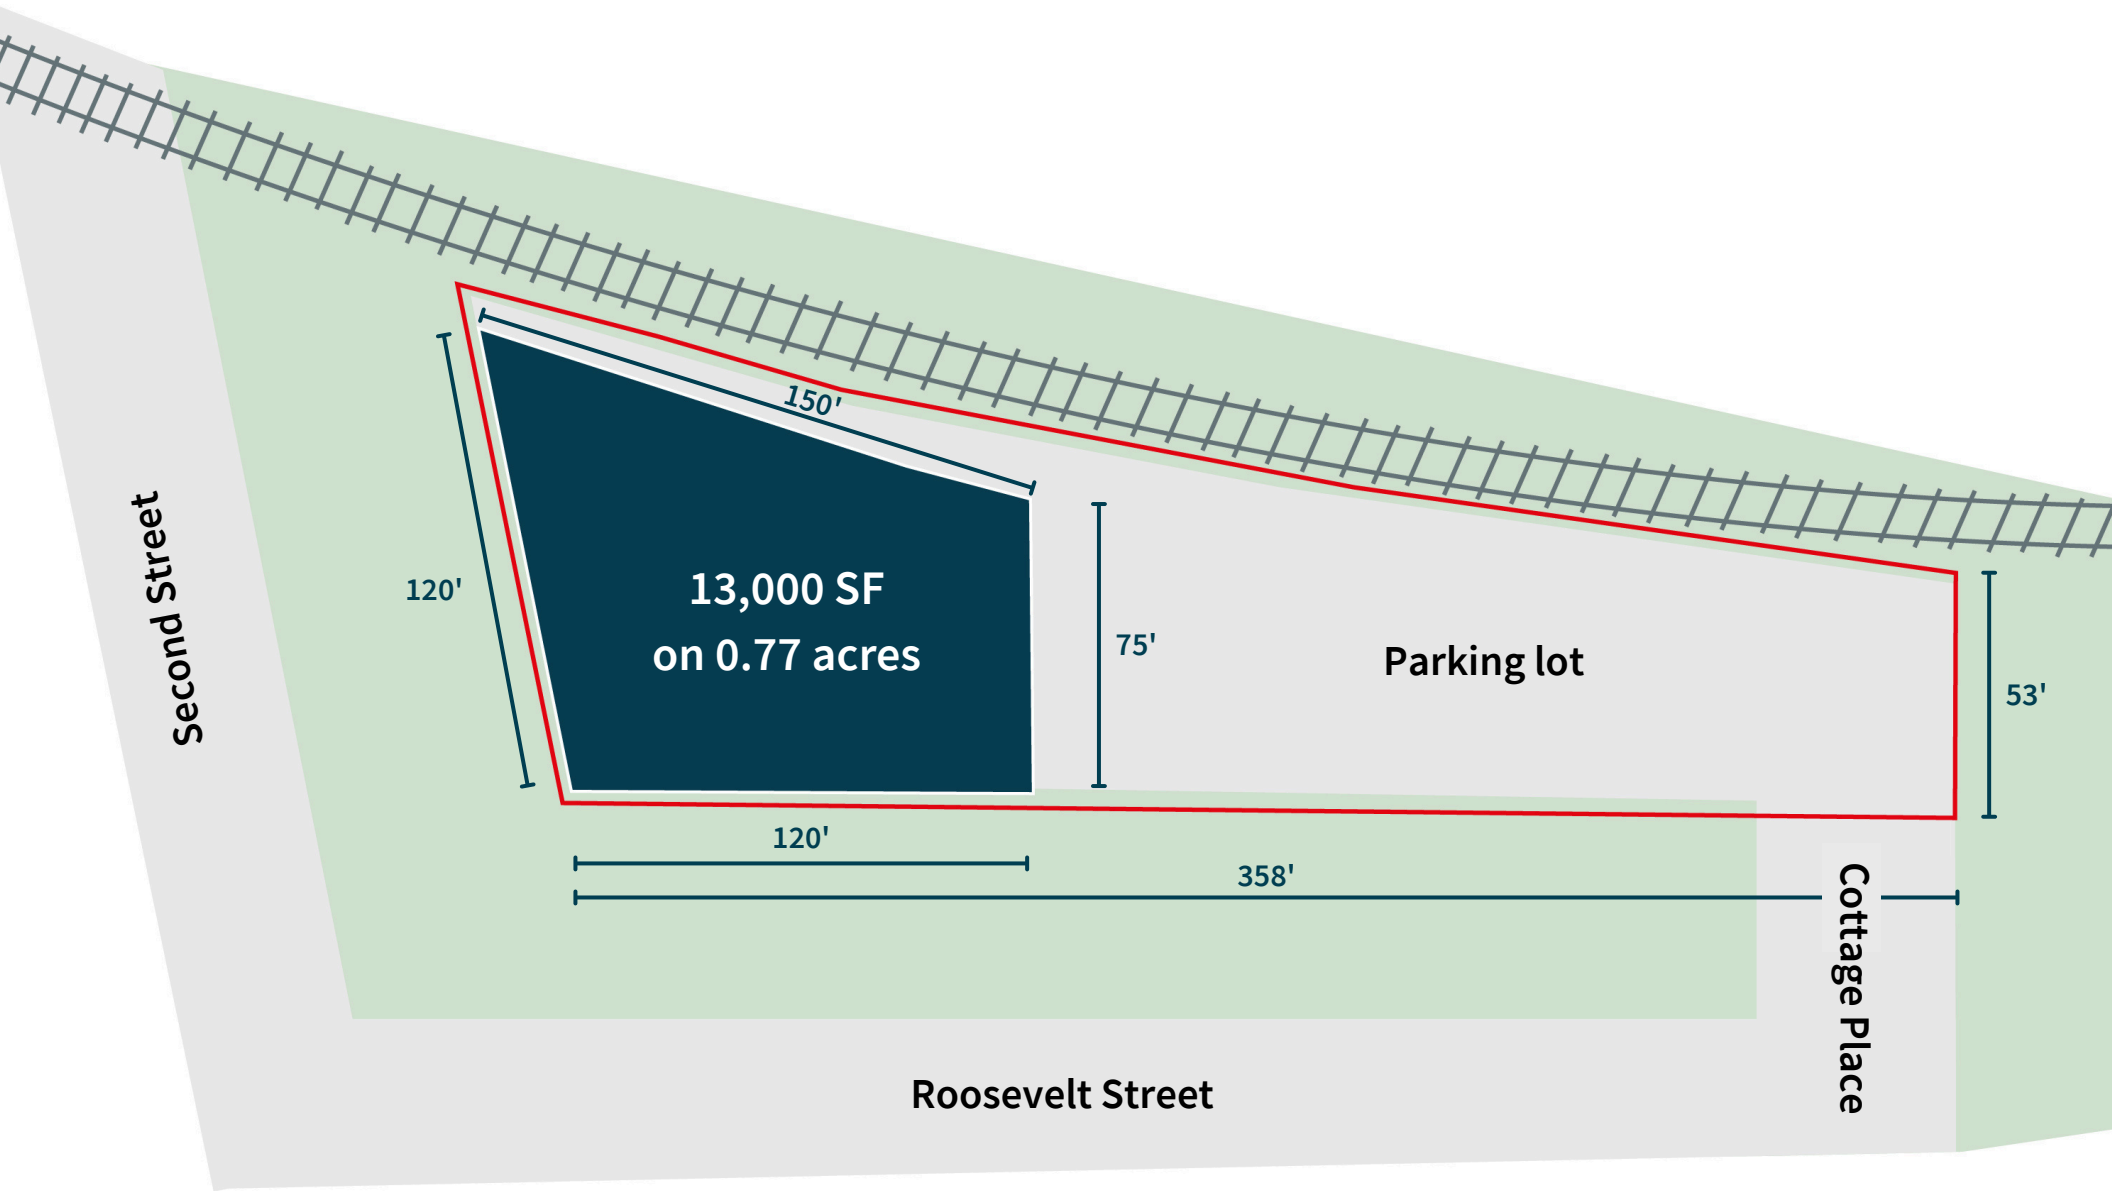 150'
Second Street
120'
13,000 SF
on 0.77 acres
75'
Parking lot
53'
120'
358'
Cottage Place
Roosevelt Street